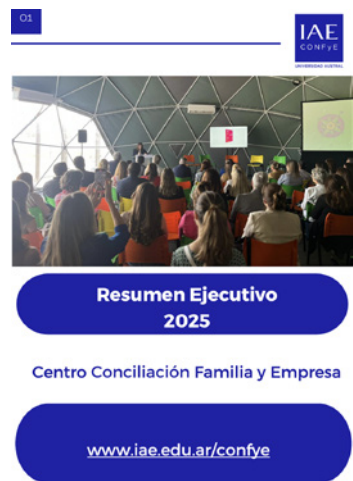 01
IAE
CONFyE
UNIVERSIDAD AUSTRAL
Resumen Ejecutivo
2025
Centro Conciliación Familia y Empresa
www.iae.edu.ar/confye